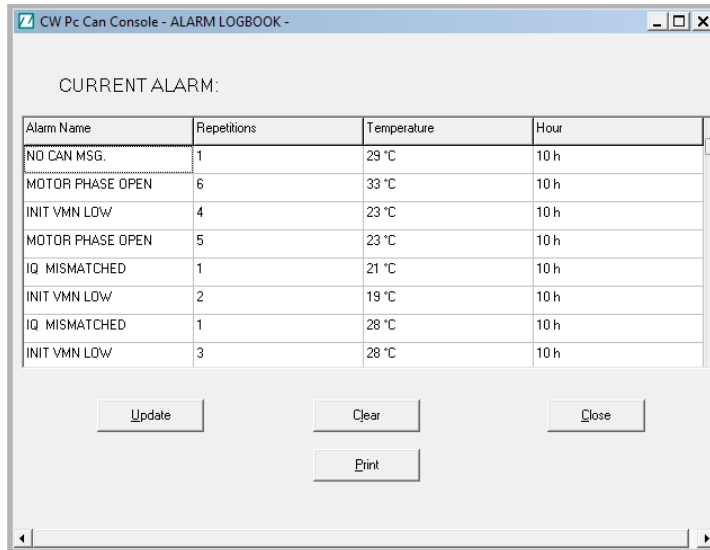 CW Pc Can Console - ALARM LOGBOOK -
CURRENT ALARM:
Alarm Name Repetitions Temperature Hour
NO CAN MSG. 1 29 °C 10 h
MOTOR PHASE OPEN 6 33 °C 10 h
INIT VMN LOW 4 23 °C 10 h
MOTOR PHASE OPEN 5 23 °C 10 h
IQ  MISMATCHED 1 21 °C 10 h
INIT VMN LOW 2 19 °C 10 h
IQ  MISMATCHED 1 28 °C 10 h
INIT VMN LOW 3 28 °C 10 h
Update Clear Close
Print